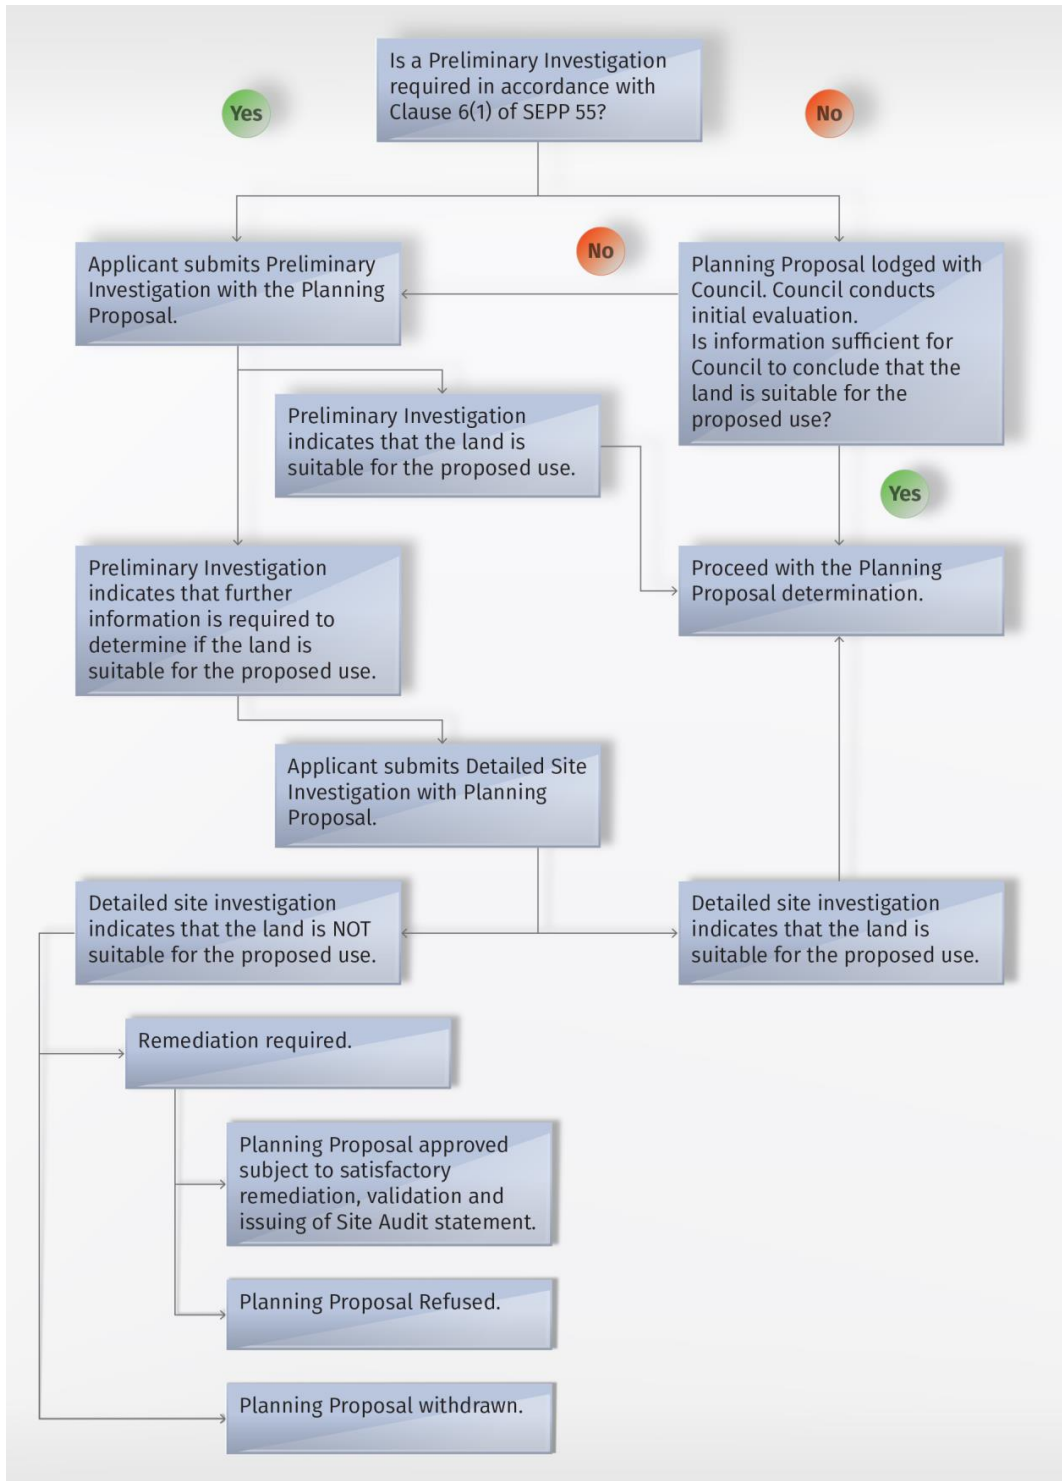 Is a Preliminary Investigation
required in accordance with
Clause 6(1) of SEPP 55?
Yes
No
Applicant submits Preliminary
Investigation with the Planning
Proposal.
No
Planning Proposal lodged with
Council. Council conducts
initial evaluation.
Is information sufficient for
Council to conclude that the
land is suitable for the
proposed use?
Preliminary Investigation
indicates that the land is
suitable for the proposed use.
Yes
Preliminary Investigation
indicates that further
information is required to
determine if the land is
suitable for the proposed use.
Proceed with the Planning
Proposal determination.
Applicant submits Detailed Site
Investigation with Planning
Proposal.
Detailed site investigation
indicates that the land is NOT
suitable for the proposed use.
Detailed site investigation
indicates that the land is
suitable for the proposed use.
Remediation required.
Planning Proposal approved
subject to satisfactory
remediation, validation and
issuing of Site Audit statement.
Planning Proposal Refused.
Planning Proposal withdrawn.